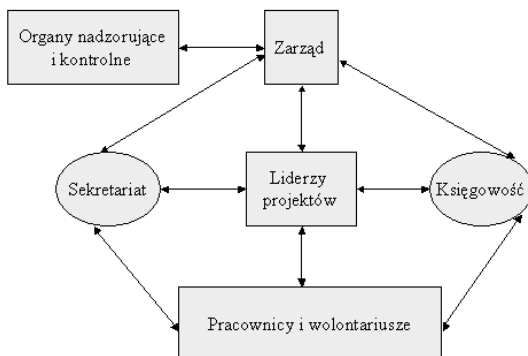 Organy nadzorujące
i kontrolne
Zarząd
Sekretariat
Liderzy
projektów
Księgowość
Pracownicy i wolontariusze